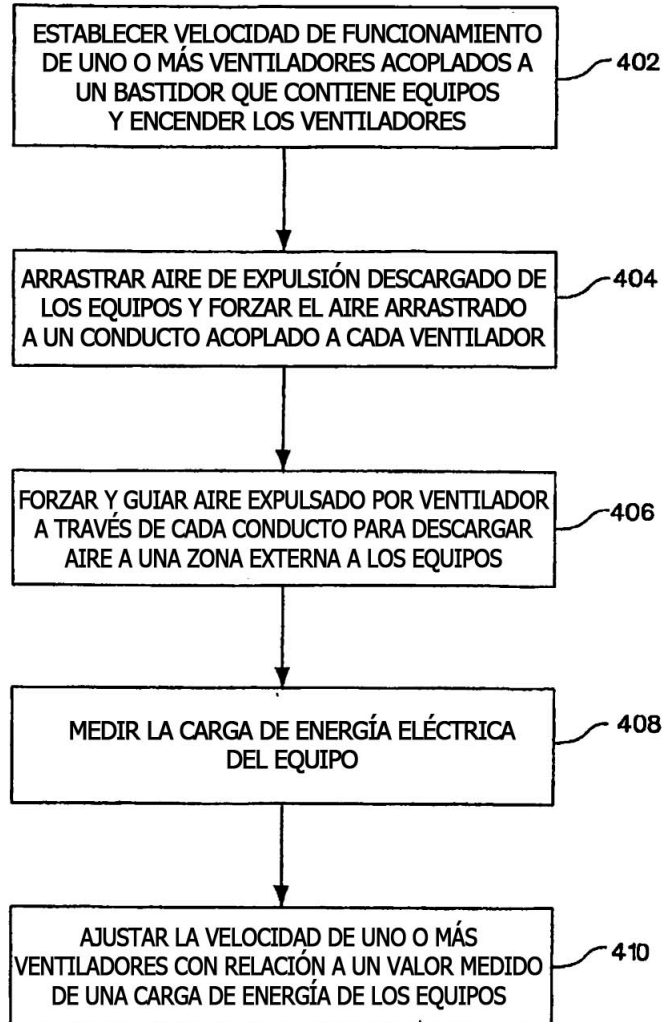 ESTABLECER VELOCIDAD DE FUNCIONAMIENTO
DE UNO O MÁS VENTILADORES ACOPLADOS A
UN BASTIDOR QUE CONTIENE EQUIPOS
Y ENCENDER LOS VENTILADORES
402
ARRASTRAR AIRE DE EXPULSIÓN DESCARGADO DE
LOS EQUIPOS Y FORZAR EL AIRE ARRASTRADO
A UN CONDUCTO ACOPLADO A CADA VENTILADOR
404
FORZAR Y GUIAR AIRE EXPULSADO POR VENTILADOR
A TRAVÉS DE CADA CONDUCTO PARA DESCARGAR
AIRE A UNA ZONA EXTERNA A LOS EQUIPOS
406
MEDIR LA CARGA DE ENERGÍA ELÉCTRICA
DEL EQUIPO
408
AJUSTAR LA VELOCIDAD DE UNO O MÁS
VENTILADORES CON RELACIÓN A UN VALOR MEDIDO
DE UNA CARGA DE ENERGÍA DE LOS EQUIPOS
410